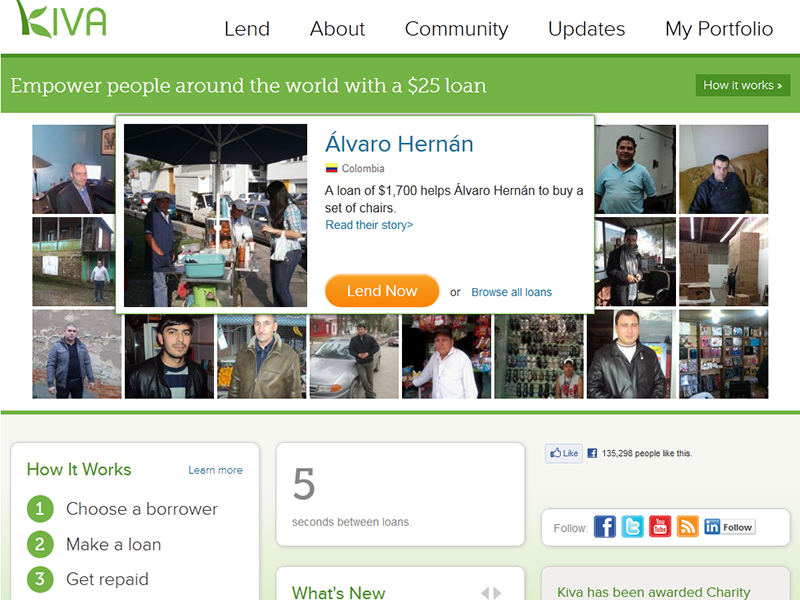 KIVA
Lend About Community Updates My Portfolio
Empower people around the world with a $25 loan
How it works »
Álvaro Hernán
Colombia
A loan of $1,700 helps Álvaro Hernán to buy a
set of chairs.
Read their story>
Lend Now or Browse all loans
How It Works Learn more
1 Choose a borrower
2 Make a loan
3 Get repaid
5
seconds between loans.
What's New
Like 135,298 people like this.
Follow: You Tube in Follow
Kiva has been awarded Charity